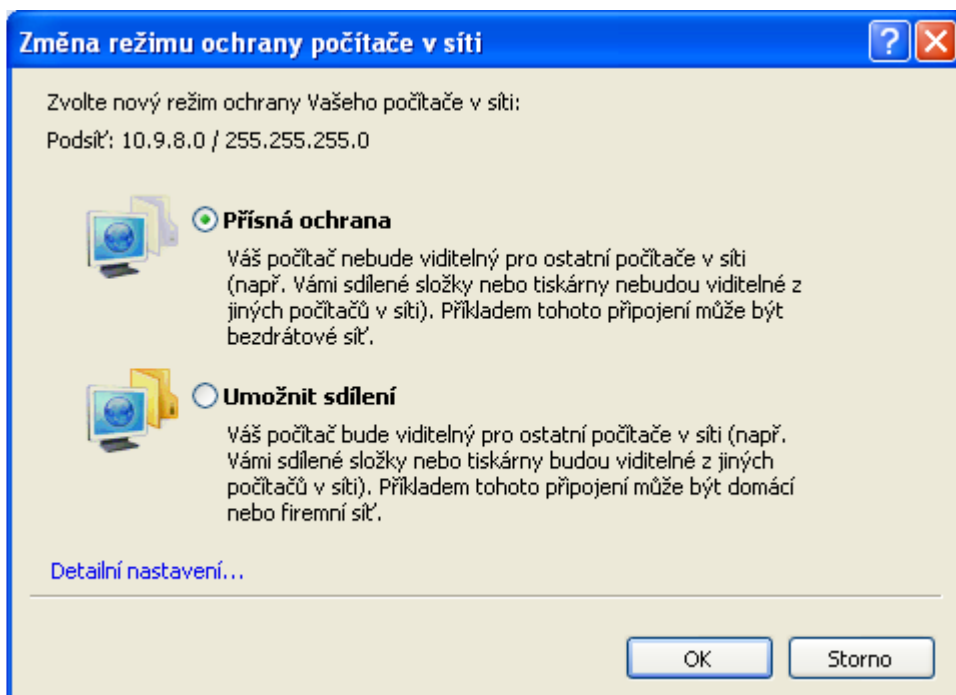 Změna režimu ochrany počítače v síti
Zvolte nový režim ochrany Vašeho počítače v síti:
Podsíť: 10.9.8.0 / 255.255.255.0
Přísná ochrana
Váš počítač nebude viditelný pro ostatní počítače v síti
(např. Vámi sdílené složky nebo tiskárny nebudou viditelné z
jiných počítačů v síti). Příkladem tohoto připojení může být
bezdrátové síť.
Umožnit sdílení
Váš počítač bude viditelný pro ostatní počítače v síti (např.
Vámi sdílené složky nebo tiskárny budou viditelné z jiných
počítačů v síti). Příkladem tohoto připojení může být domácí
nebo firemní síť.
Detailní nastavení...
OK
Storno